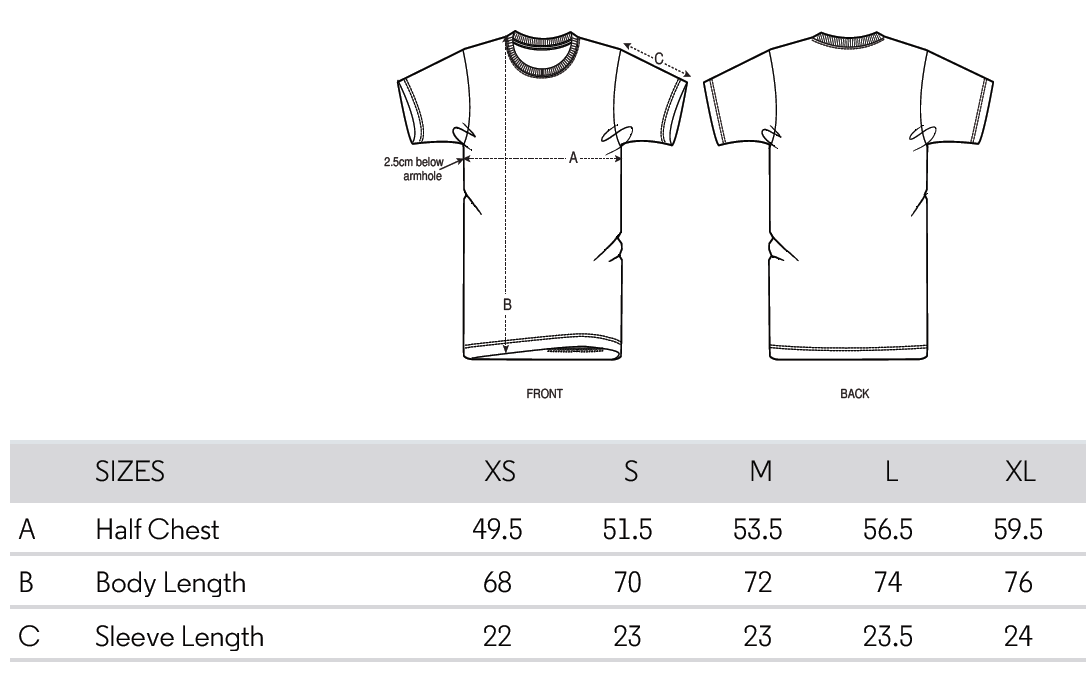 C
A
2.5cm below
armhole
B
FRONT BACK
SIZES XS S M L XL
A Half Chest 49.5 51.5 53.5 56.5 59.5
B Body Length 68 70 72 74 76
C Sleeve Length 22 23 23 23.5 24